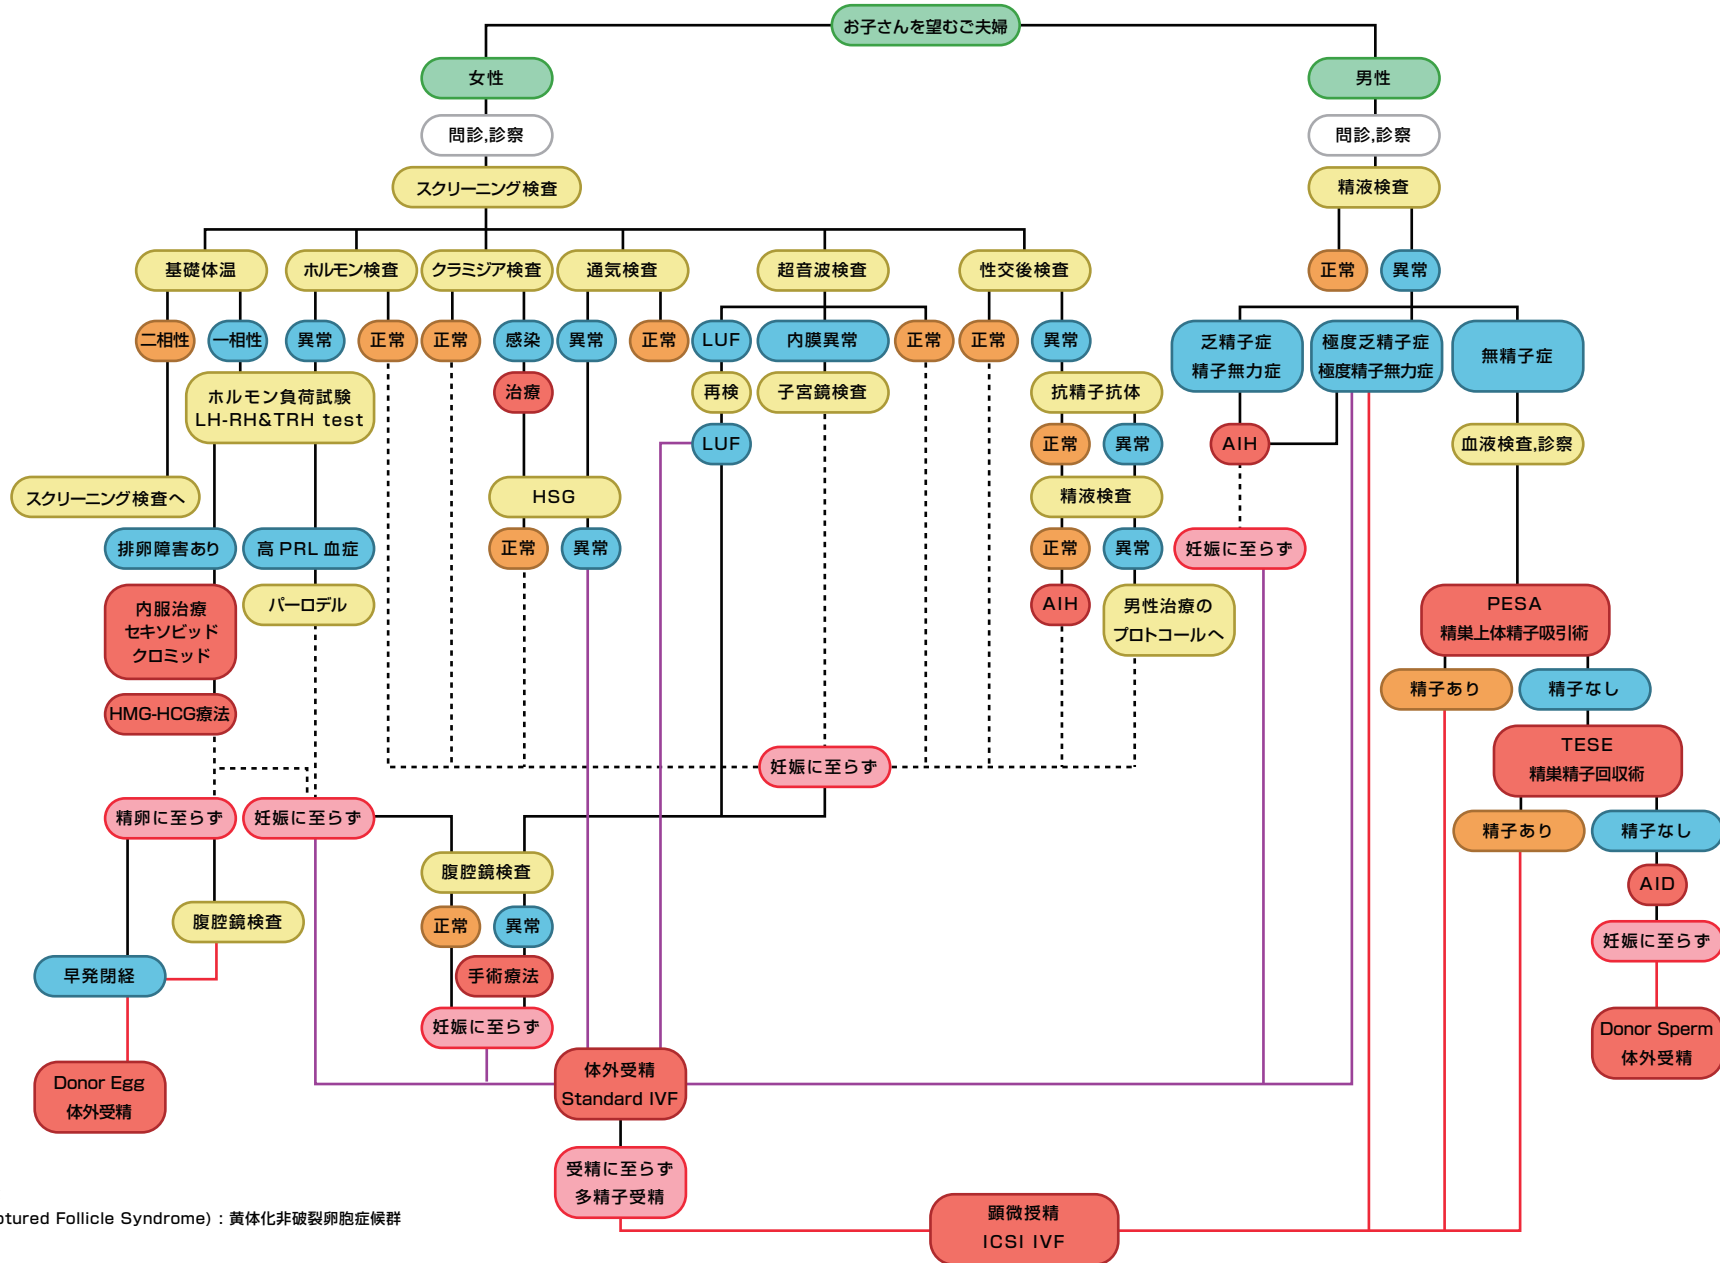 お子さんを望むご夫婦
女性
男性
問診,診察
問診,診察
スクリーニング検査
精液検査
基礎体温
ホルモン検査
クラミジア検査
通気検査
超音波検査
性交後検査
正常
異常
二相性
一相性
異常
正常
正常
感染
異常
正常
LUF
内膜異常
正常
正常
異常
乏精子症
精子無力症
極度乏精子症
極度精子無力症
無精子症
ホルモン負荷試験
LH-RH&TRH test
治療
再検
子宮鏡検査
抗精子抗体
LUF
正常
異常
AIH
血液検査,診察
スクリーニング検査へ
HSG
精液検査
排卵障害あり
高 PRL 血症
正常
異常
正常
異常
妊娠に至らず
内服治療
セキソビッド
クロミッド
パーロデル
AIH
男性治療の
プロトコールへ
PESA
精巣上体精子吸引術
HMG-HCG療法
精子あり
精子なし
妊娠に至らず
TESE
精巣精子回収術
精卵に至らず
妊娠に至らず
精子あり
精子なし
腹腔鏡検査
AID
腹腔鏡検査
正常
異常
妊娠に至らず
早発閉経
手術療法
妊娠に至らず
Donor Sperm
体外受精
Donor Egg
体外受精
体外受精
Standard IVF
受精に至らず
多精子受精
ptured Follicle Syndrome) : 黄体化非破裂卵胞症候群
顕微授精
ICSI IVF